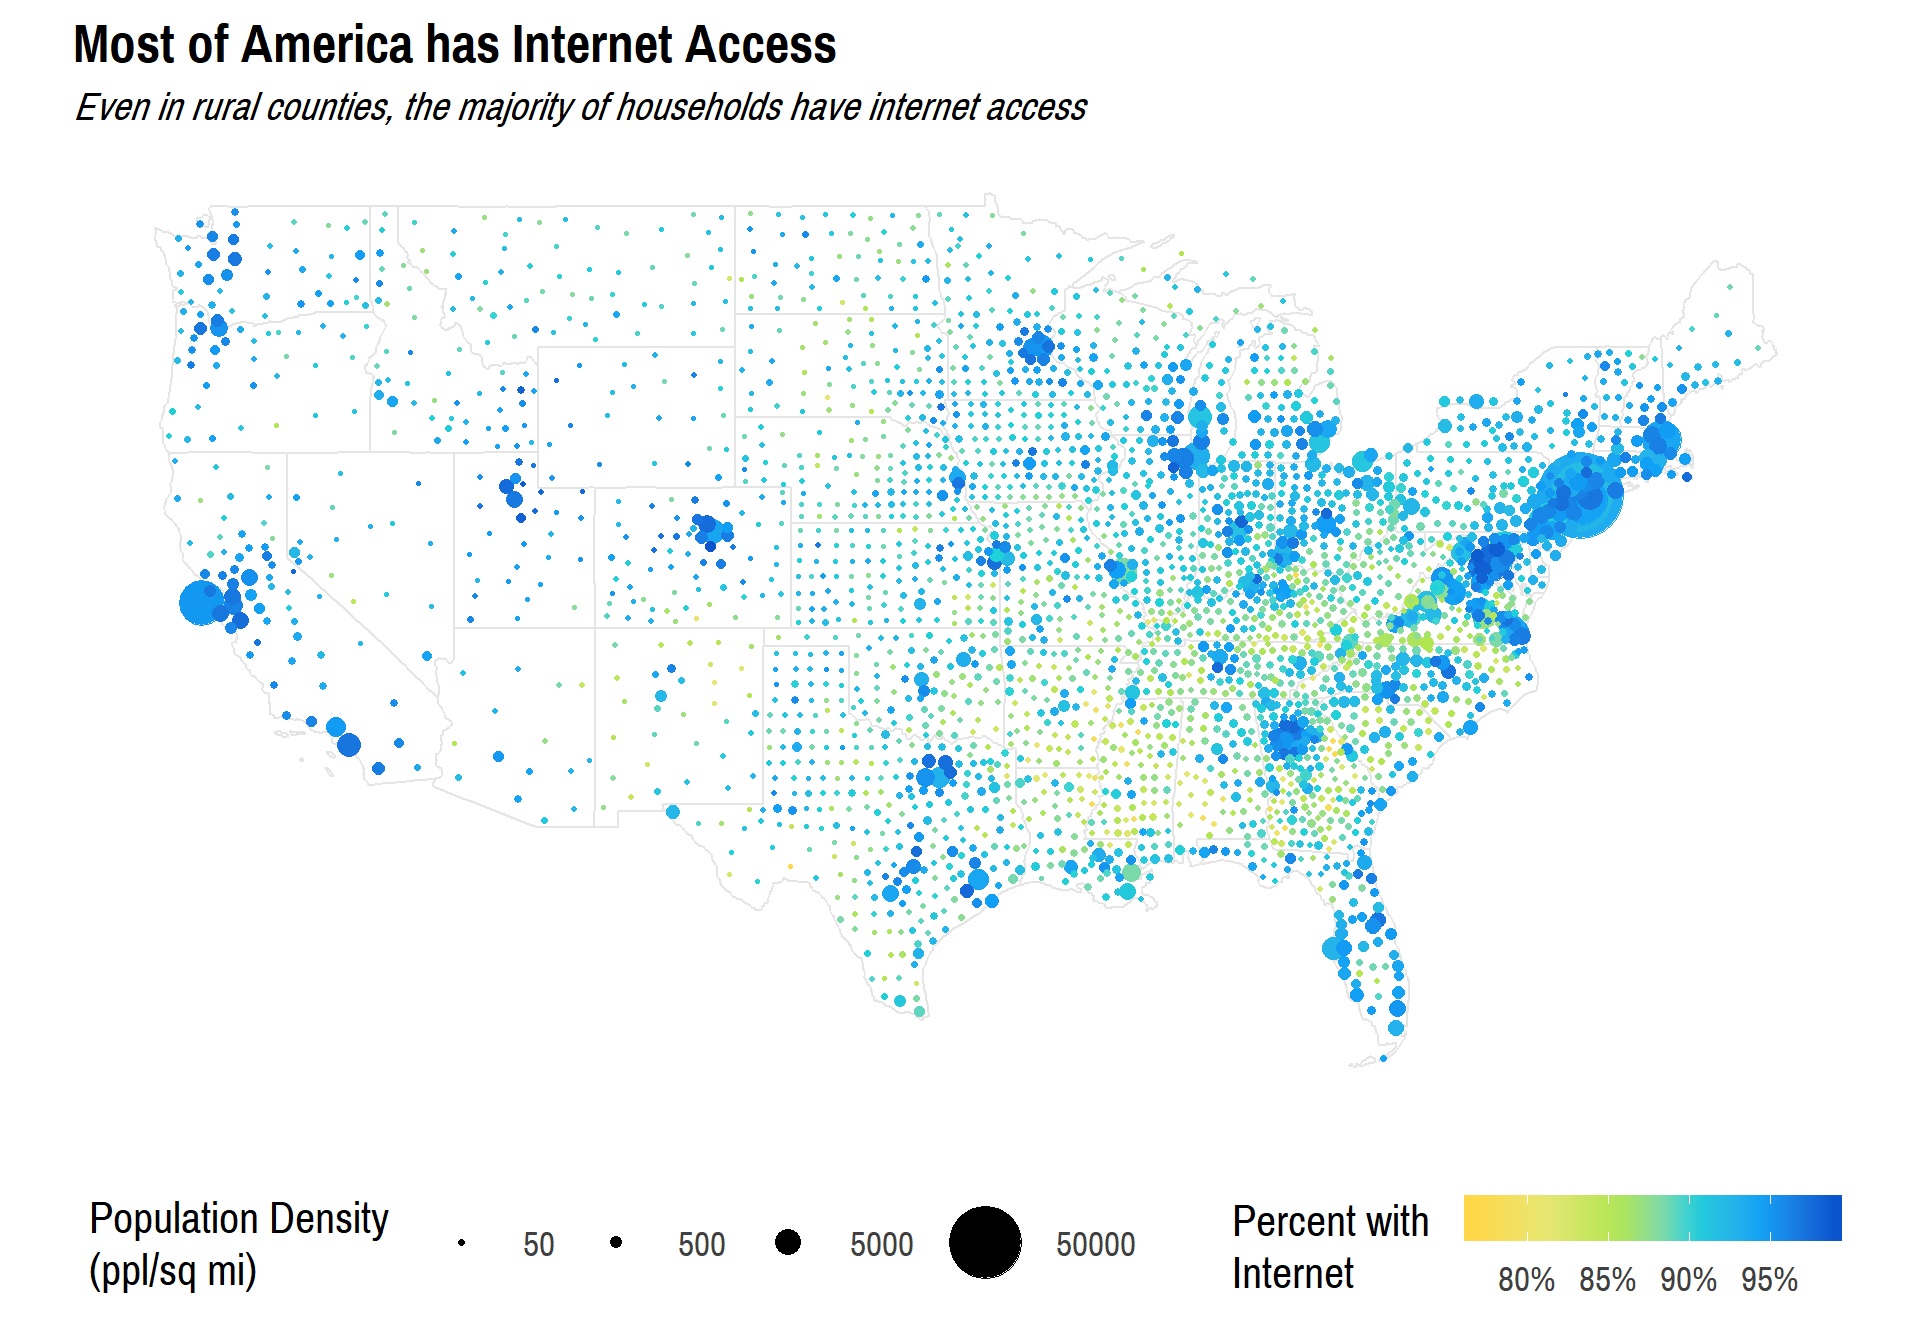 Most of America has Internet Access
Even in rural counties, the majority of households have internet access
Population Density
(ppl/sq mi)
50
500
5000
50000
Percent with
Internet
80%
85%
90%
95%